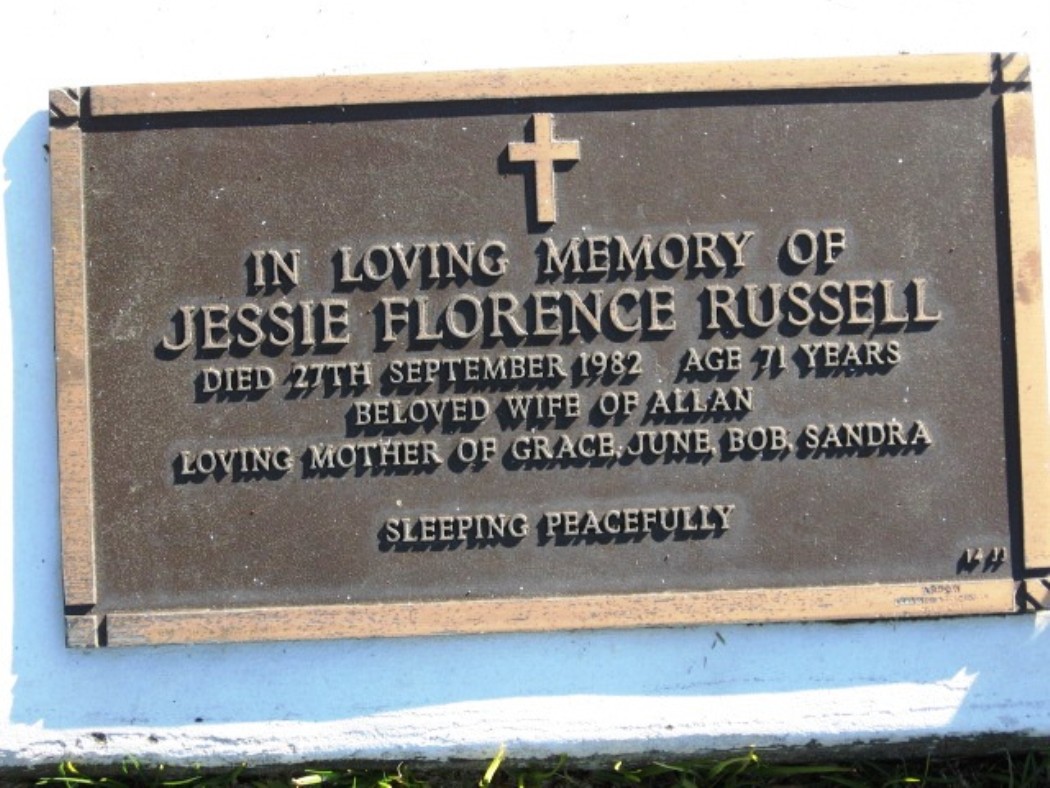 IN LOVING MEMORY OF
JESSIE FLORENCE RUSSELL
DIED 27TH SEPTEMBER 1982 AGE 71 YEARS
BELOVED WIFE OF ALLAN
LOVING MOTHER OF GRACE, JUNE, BOB, SANDRA
SLEEPING PEACEFULLY